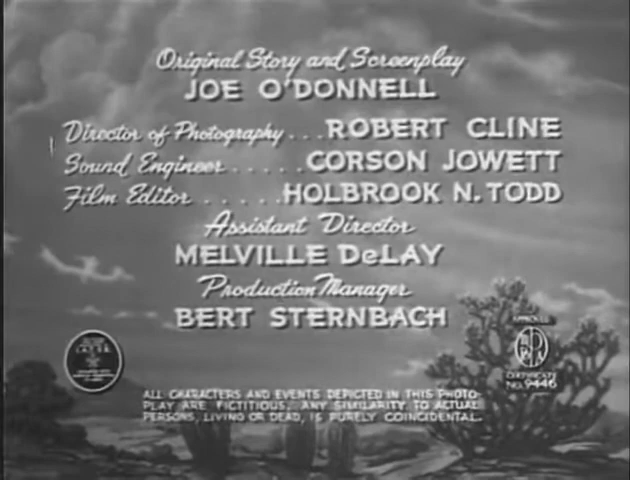 Original Story and Screenplay
JOE O'DONNELL
Director of Photography . . . ROBERT CLINE
Sound Engineer . . . . . CORSON JOWETT
Film Editor . . . . . HOLBROOK N. TODD
Assistant Director
MELVILLE DeLAY
Production Manager
BERT STERNBACH
APPROVED
CERTIFICATE
NO. 9446
ALL CHARACTERS AND EVENTS DEPICTED IN THIS PHOTO-
PLAY ARE FICTITIOUS. ANY SIMILARITY TO ACTUAL
PERSONS, LIVING OR DEAD, IS PURELY COINCIDENTAL.